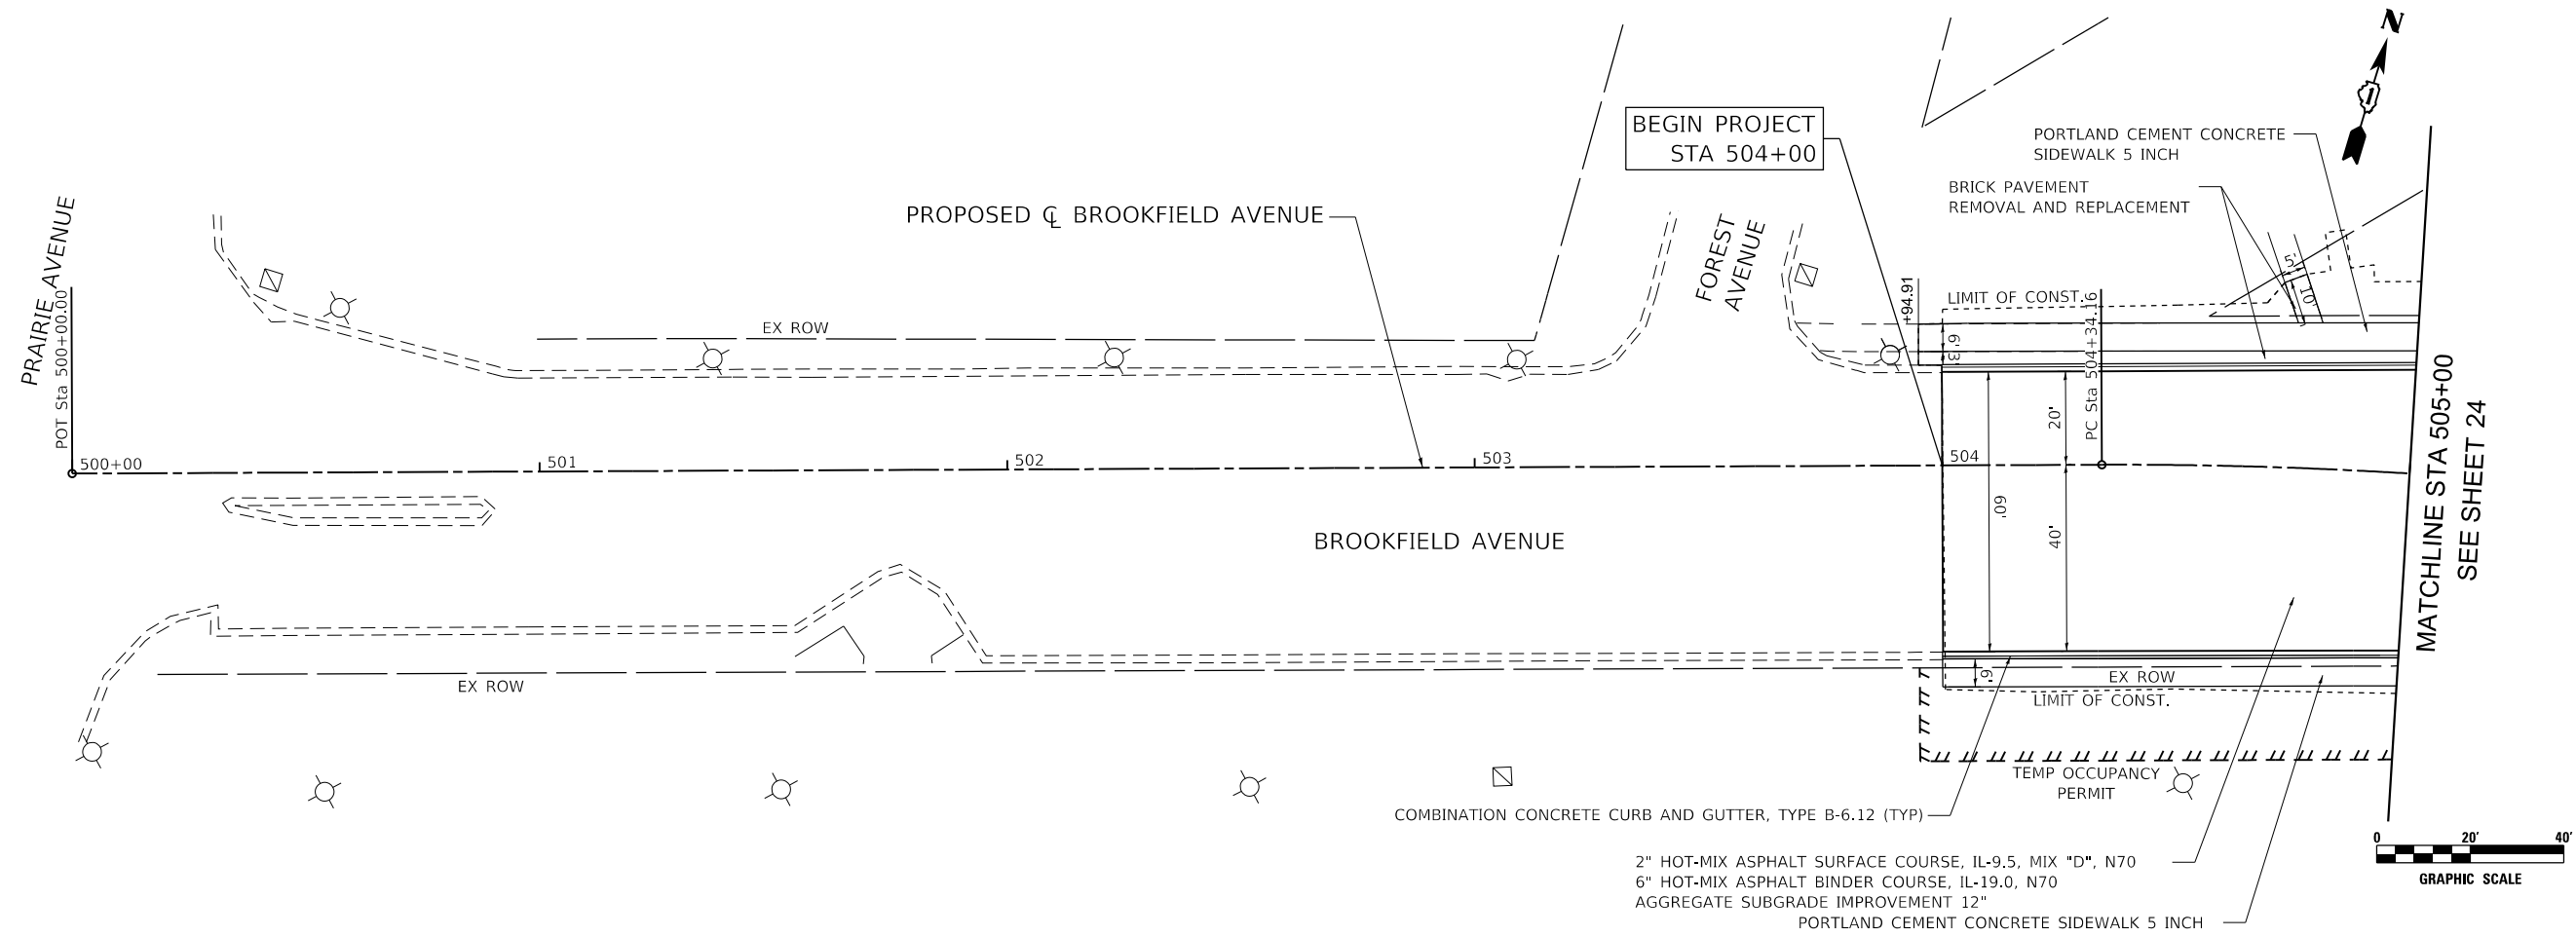 N
1
BEGIN PROJECT
STA 504+00
PORTLAND CEMENT CONCRETE
SIDEWALK 5 INCH
BRICK PAVEMENT
REMOVAL AND REPLACEMENT
PROPOSED ℄ BROOKFIELD AVENUE
PRAIRIE AVENUE
POT Sta 500+00.00
FOREST
AVENUE
EX ROW
+94.91
LIMIT OF CONST.
5'
10'
6'
3'
PC Sta 504+34.16
20'
500+00
501
502
503
504
60'
40'
BROOKFIELD AVENUE
MATCHLINE STA 505+00
SEE SHEET 24
EX ROW
6'
EX ROW
LIMIT OF CONST.
TEMP OCCUPANCY
PERMIT
COMBINATION CONCRETE CURB AND GUTTER, TYPE B-6.12 (TYP)
2" HOT-MIX ASPHALT SURFACE COURSE, IL-9.5, MIX "D", N70
6" HOT-MIX ASPHALT BINDER COURSE, IL-19.0, N70
AGGREGATE SUBGRADE IMPROVEMENT 12"
PORTLAND CEMENT CONCRETE SIDEWALK 5 INCH
0 20' 40'
GRAPHIC SCALE